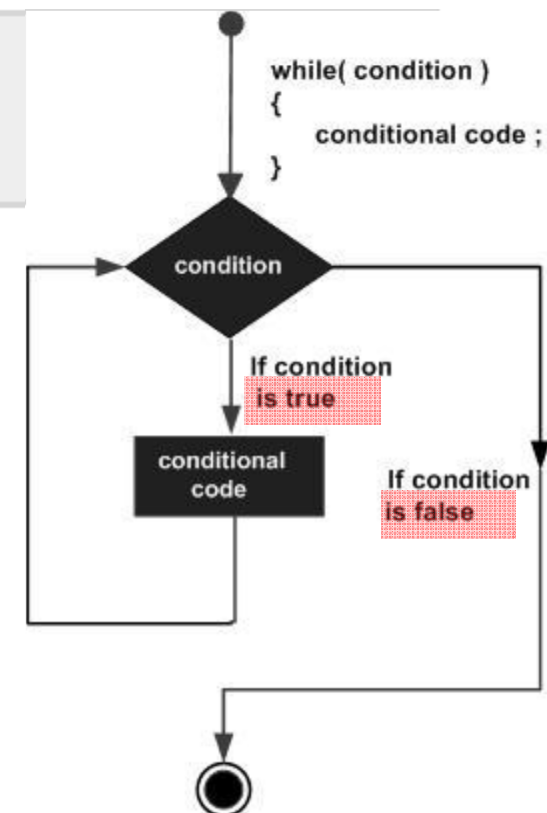 while( condition )
{
conditional code ;
}
condition
If condition
is true
conditional
code
If condition
is false